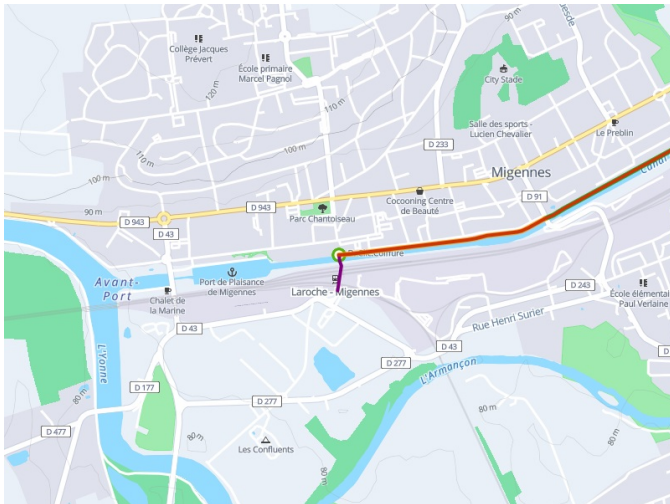 90 m
Collège Jacques
Prévert
École primaire
Marcel Pagnol
City Stade
120 m
110 m
Salle des sports -
Lucien Chevalier
Le Preblin
D 233
110 m
100 m
100 m
Migennes
Cocooning Centre
de Beauté
D 91
90 m
D 943
D 943
D 43
Parc Chantoiseau
Avant-
Port
Port de Plaisance
de Migennes
Chalet de
la Marine
Laroche - Migennes
D 243
École élémentai
Paul Verlaine
D 43
Rue Henri Surier
D 43
L'Yonne
D 277
L'Armançon
D 177
80 m
D 277
D 477
80 m
80 m
80 m
Les Confluents
80 m